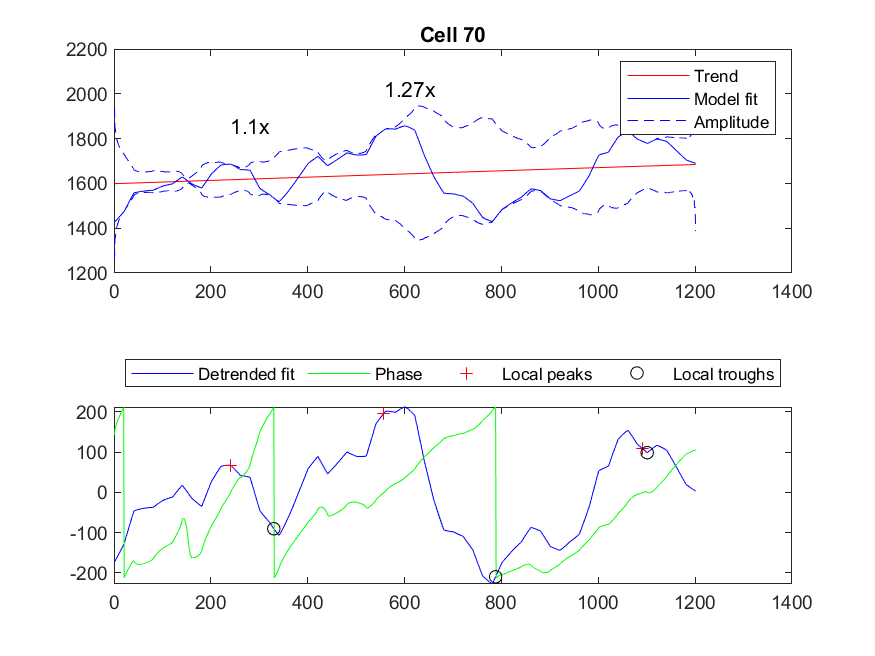 Cell 70
2200
2000
1800
1600
1400
1200
1.1x
1.27x
Trend
Model fit
Amplitude
0 200 400 600 800 1000 1200 1400
Detrended fit Phase Local peaks Local troughs
200
100
0
-100
-200
0 200 400 600 800 1000 1200 1400